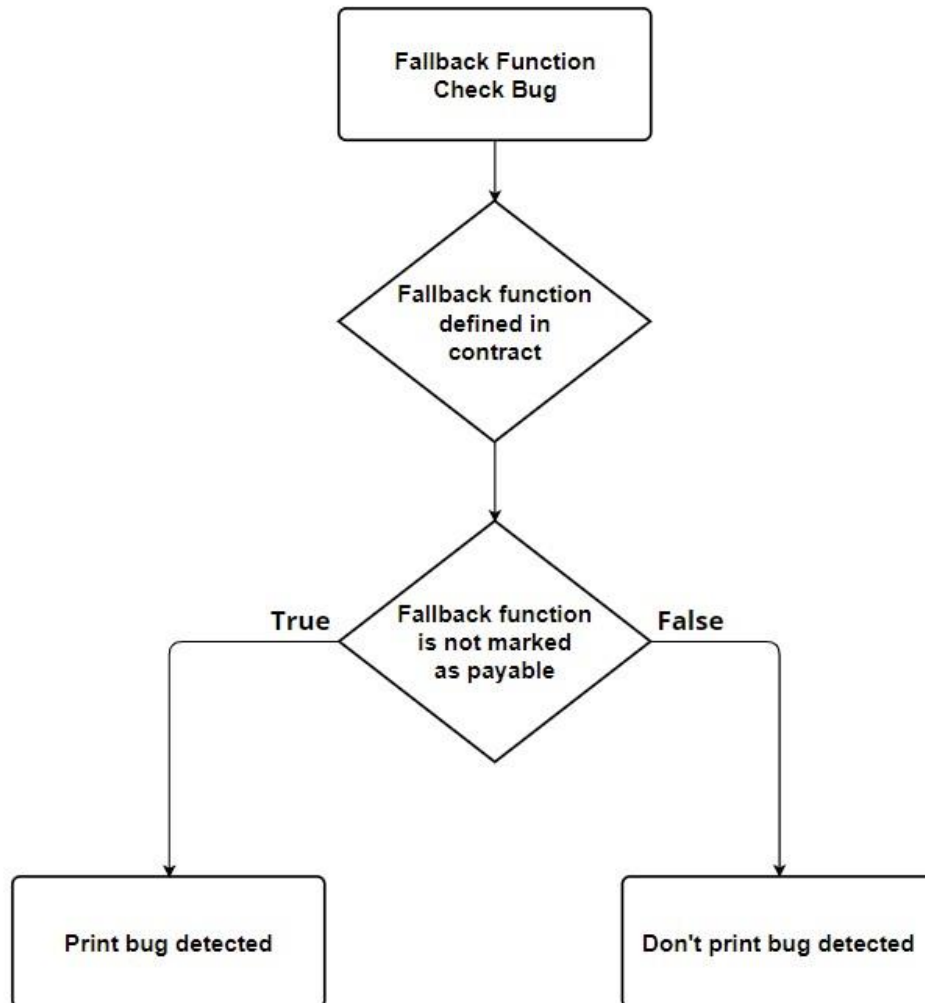 Fallback Function
Check Bug
Fallback function
defined in
contract
True
Fallback function
is not marked
as payable
False
Print bug detected
Don't print bug detected